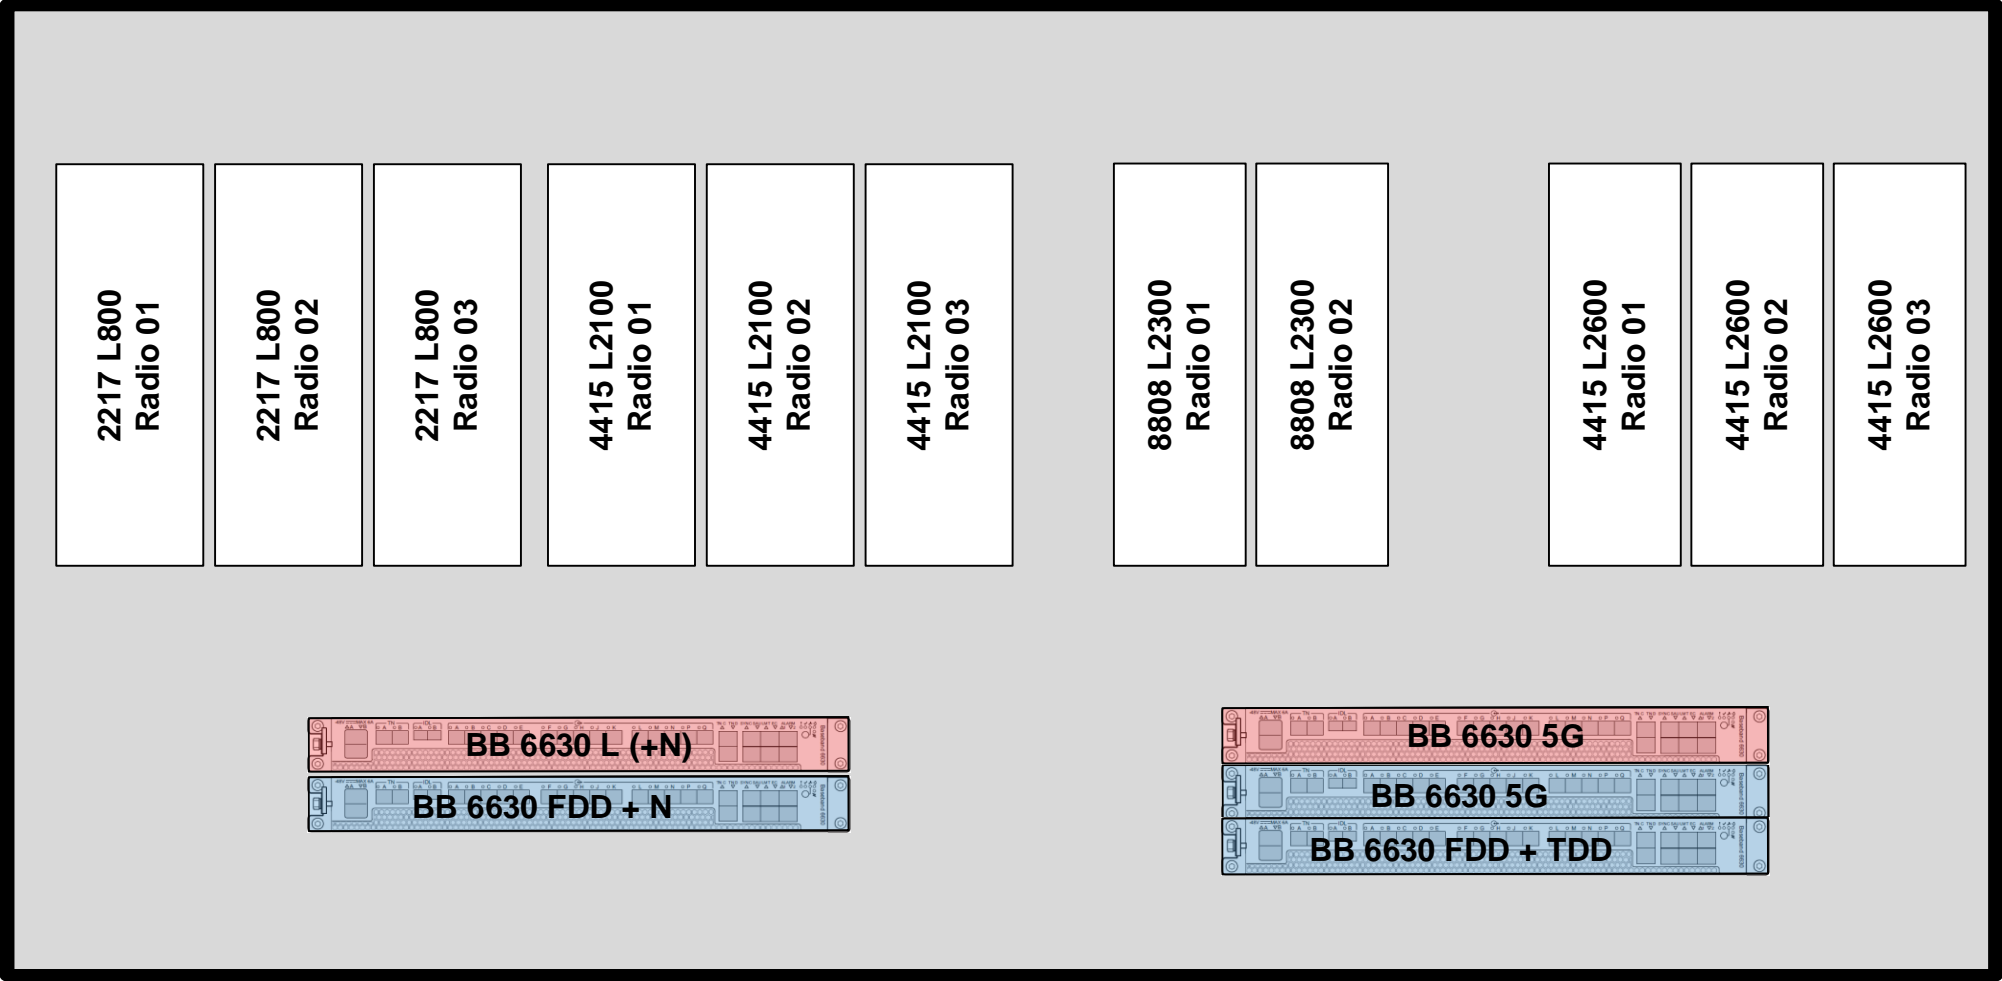 2217 L800
Radio 01
2217 L800
Radio 02
2217 L800
Radio 03
4415 L2100
Radio 01
4415 L2100
Radio 02
4415 L2100
Radio 03
8808 L2300
Radio 01
8808 L2300
Radio 02
4415 L2600
Radio 01
4415 L2600
Radio 02
4415 L2600
Radio 03
BB 6630 L (+N)
BB 6630 FDD + N
BB 6630 5G
BB 6630 5G
BB 6630 FDD + TDD